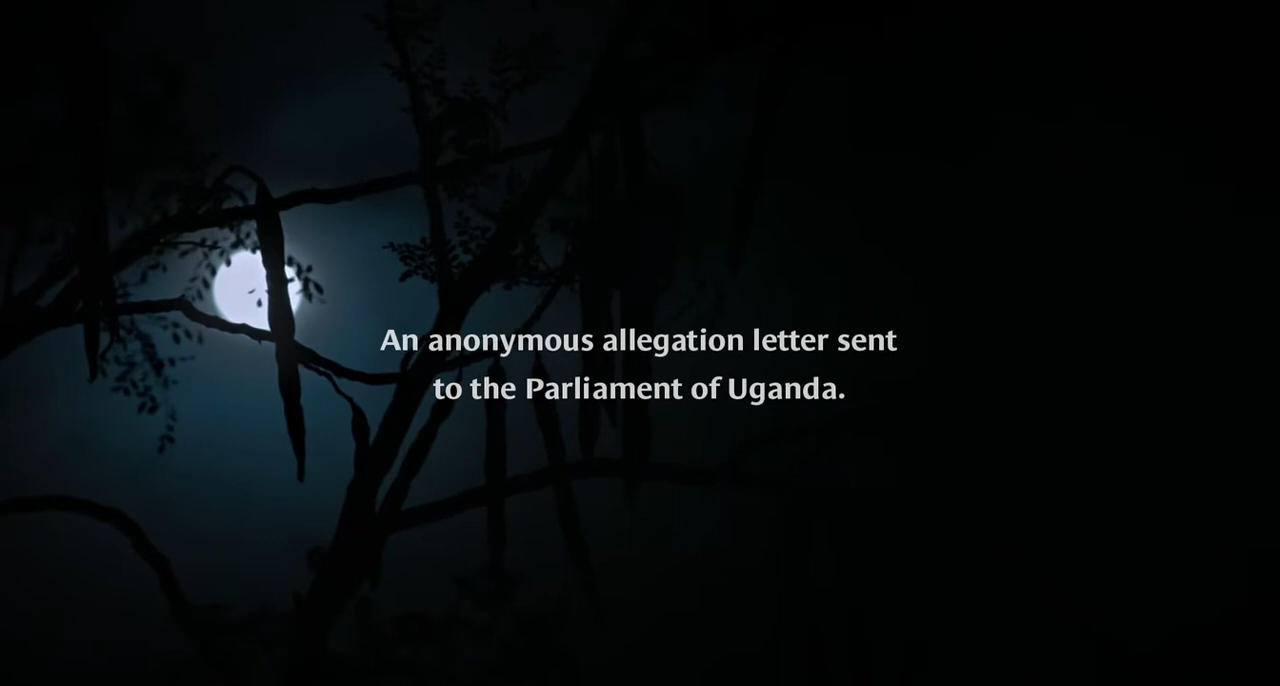 An anonymous allegation letter sent
to the Parliament of Uganda.